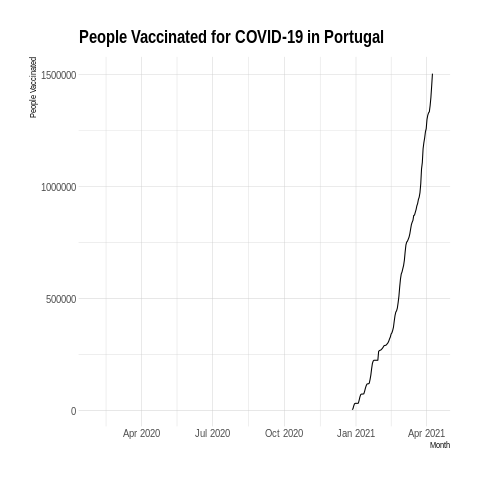 People Vaccinated for COVID-19 in Portugal
People Vaccinated
1500000
1000000
500000
0
Apr 2020 Jul 2020 Oct 2020 Jan 2021 Apr 2021
Month